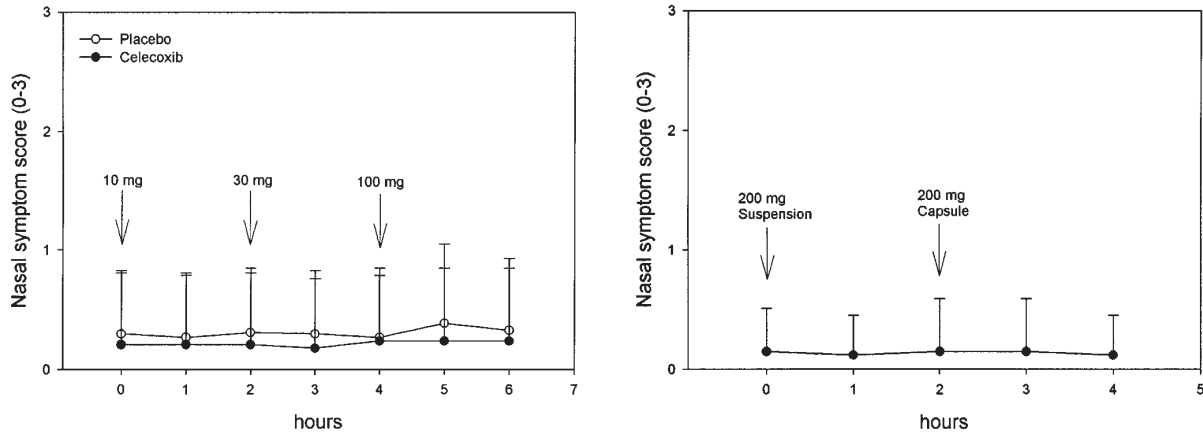 3
2
1
0
Nasal symptom score (0-3)
Placebo
Celecoxib
10 mg
30 mg
100 mg
0 1 2 3 4 5 6 7
hours
3
2
1
0
Nasal symptom score (0-3)
200 mg
Suspension
200 mg
Capsule
0 1 2 3 4 5
hours